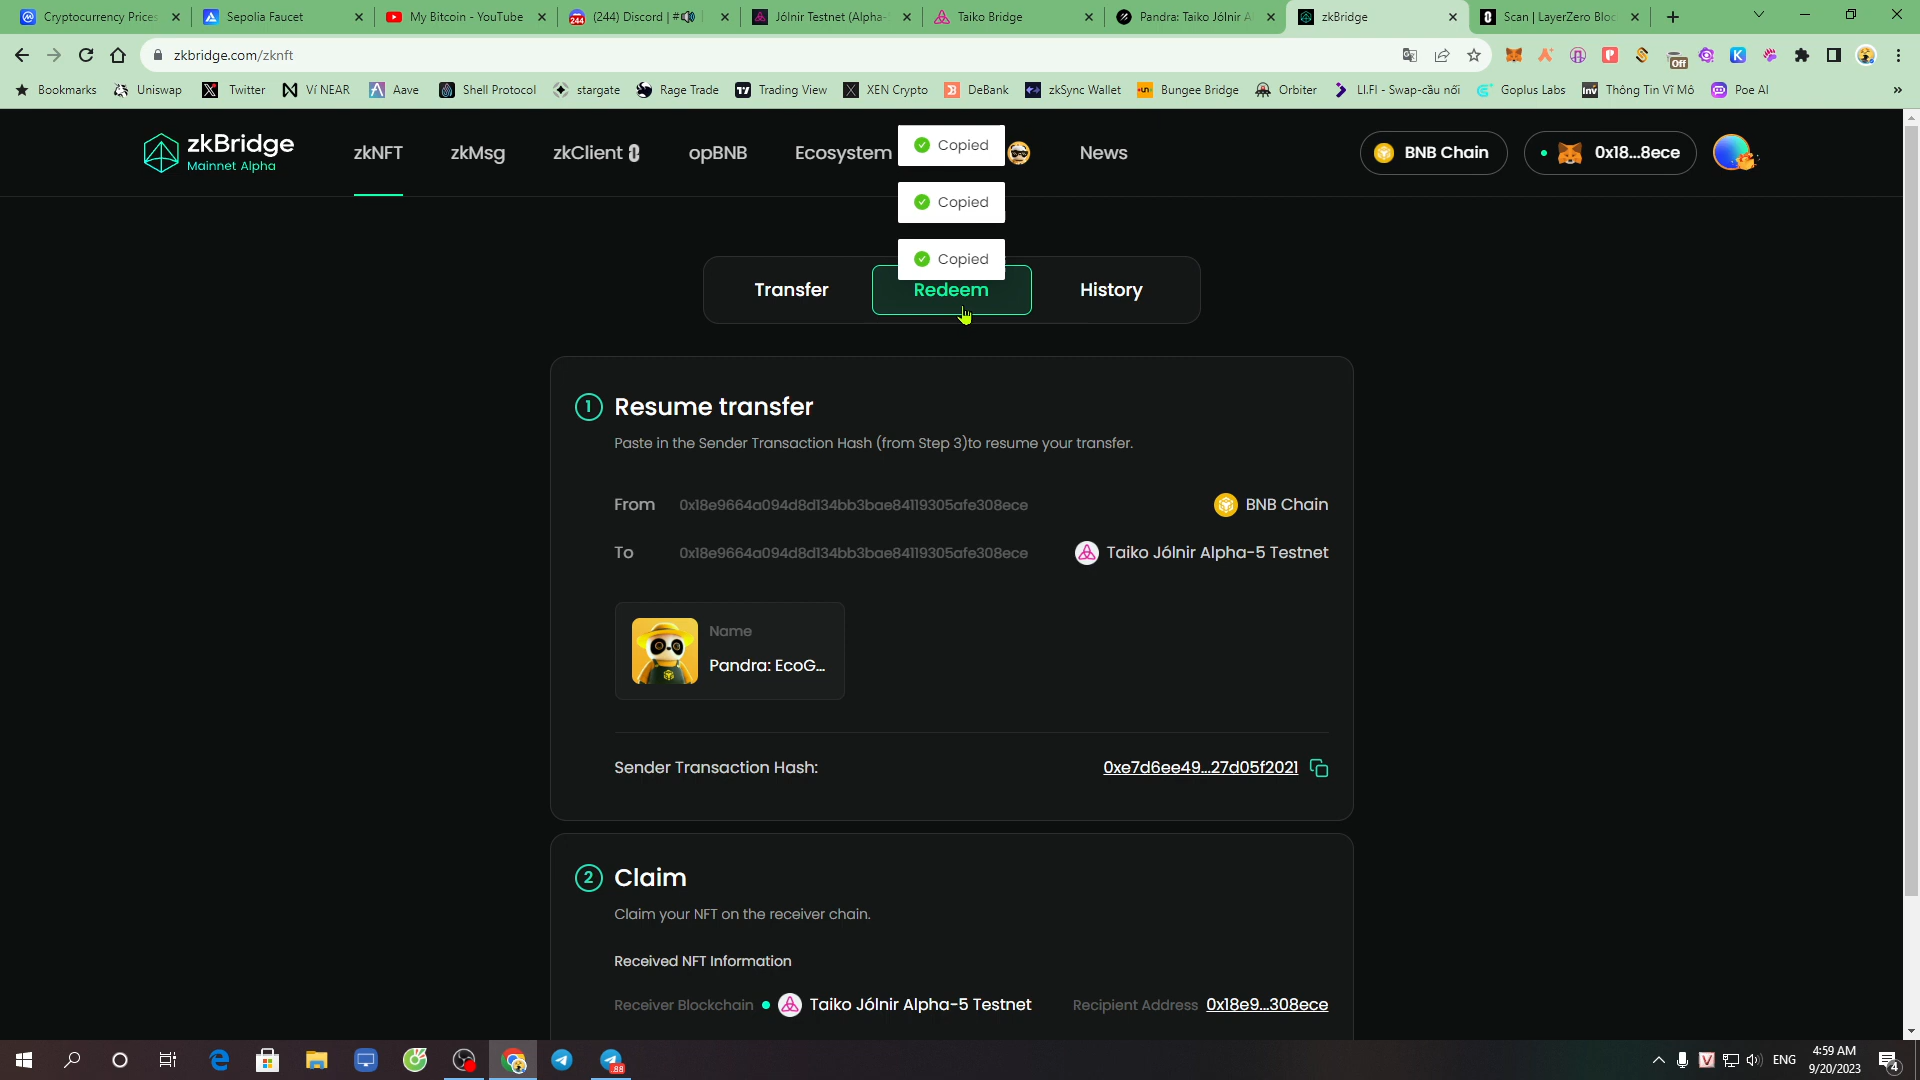 Cryptocurrency Prices
Sepolia Faucet
My Bitcoin - YouTube
244
(244) Discord | #
Jólnir Testnet (Alpha-
Taiko Bridge
Pandra: Taiko Jólnir A
zkBridge
Scan | LayerZero Bloc
zkbridge.com/zknft
Off
K
Bookmarks
Uniswap
Twitter
Ví NEAR
Aave
Shell Protocol
stargate
Rage Trade
Trading View
XEN Crypto
DeBank
zkSync Wallet
Bungee Bridge
Orbiter
LI.FI - Swap-cầu nối
Goplus Labs
Thông Tin Vĩ Mô
Poe AI
zkBridge
Mainnet Alpha
zkNFT
zkMsg
zkClient
opBNB
Ecosystem
News
BNB Chain
0x18...8ece
Copied
Copied
Copied
Transfer
Redeem
History
1 Resume transfer
Paste in the Sender Transaction Hash (from Step 3)to resume your transfer.
From 0x18e9664a094d8d134bb3bae84119305afe308ece BNB Chain
To 0x18e9664a094d8d134bb3bae84119305afe308ece Taiko Jólnir Alpha-5 Testnet
Name
Pandra: EcoG...
Sender Transaction Hash: 0xe7d6ee49...27d05f2021
2 Claim
Claim your NFT on the receiver chain.
Received NFT Information
Receiver Blockchain Taiko Jólnir Alpha-5 Testnet Recipient Address 0x18e9...308ece
88
V
ENG
4:59 AM
9/20/2023
4